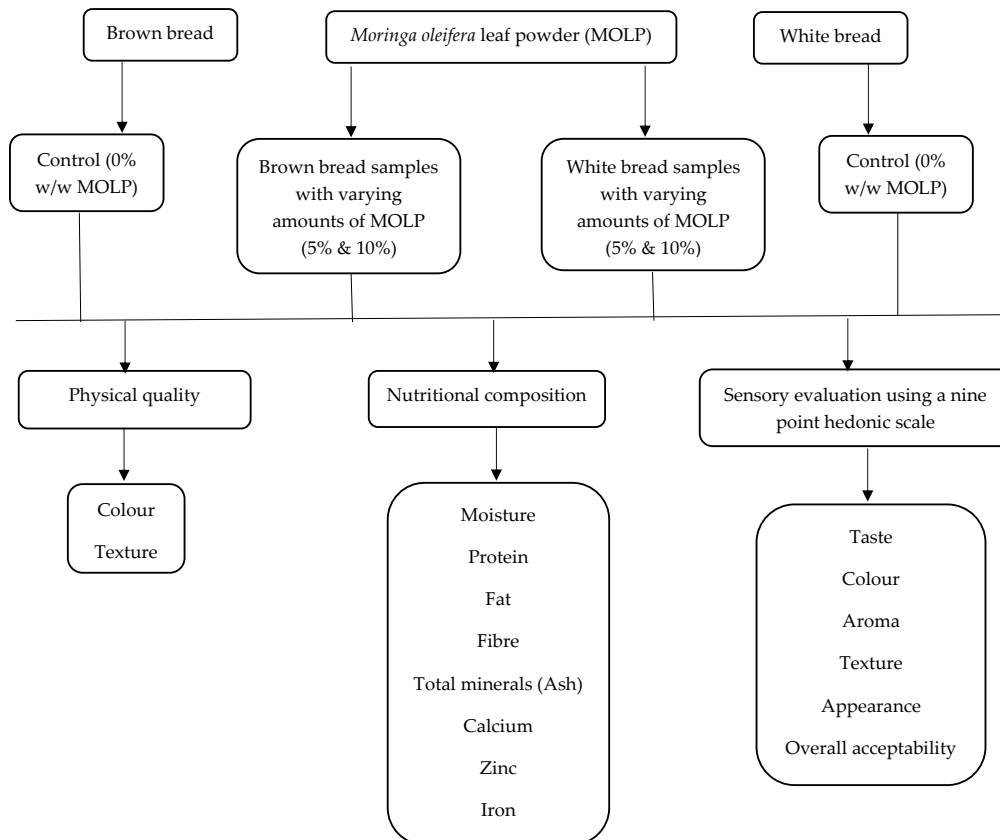 Brown bread
Moringa oleifera leaf powder (MOLP)
White bread
Control (0%
w/w MOLP)
Brown bread samples
with varying
amounts of MOLP
(5% & 10%)
White bread samples
with varying
amounts of MOLP
(5% & 10%)
Control (0%
w/w MOLP)
Physical quality
Nutritional composition
Sensory evaluation using a nine
point hedonic scale
Colour
Texture
Moisture
Protein
Fat
Fibre
Total minerals (Ash)
Calcium
Zinc
Iron
Taste
Colour
Aroma
Texture
Appearance
Overall acceptability